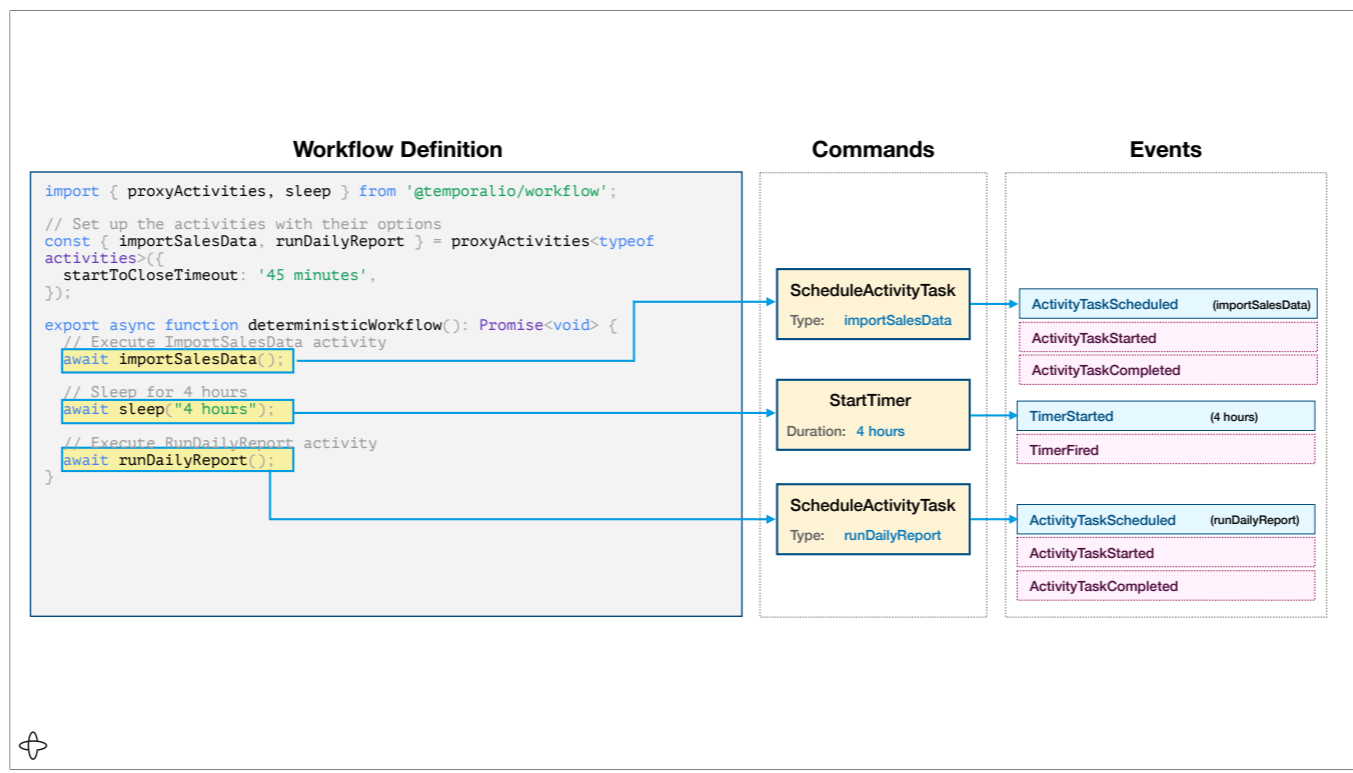 Workflow Definition
Commands
Events
import { proxyActivities, sleep } from '@temporalio/workflow';
// Set up the activities with their options
const { importSalesData, runDailyReport } = proxyActivities<typeof
activities>({
startToCloseTimeout: '45 minutes',
});
export async function deterministicWorkflow(): Promise<void> {
// Execute ImportSalesData activity
await importSalesData();
// Sleep for 4 hours
await sleep("4 hours");
// Execute RunDailyReport activity
await runDailyReport();
}
ScheduleActivityTask
Type: importSalesData
StartTimer
Duration: 4 hours
ScheduleActivityTask
Type: runDailyReport
ActivityTaskScheduled (importSalesData)
ActivityTaskStarted
ActivityTaskCompleted
TimerStarted (4 hours)
TimerFired
ActivityTaskScheduled (runDailyReport)
ActivityTaskStarted
ActivityTaskCompleted